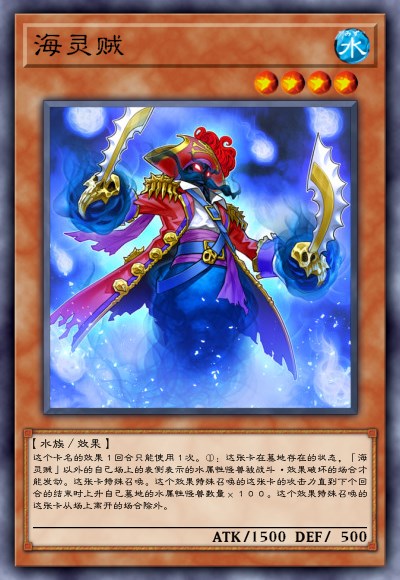 海灵贼
水
【水族／效果】
这个卡名的效果１回合只能使用１次。①：这张卡在墓地存在的状态，「海
灵贼」以外的自己场上的表侧表示的水属性怪兽被战斗·效果破坏的场合才
能发动。这张卡特殊召唤。这个效果特殊召唤的这张卡的攻击力直到下个回
合的结束时上升自己墓地的水属性怪兽数量×１００。这个效果特殊召唤的
这张卡从场上离开的场合除外。
ATK/1500 DEF/ 500